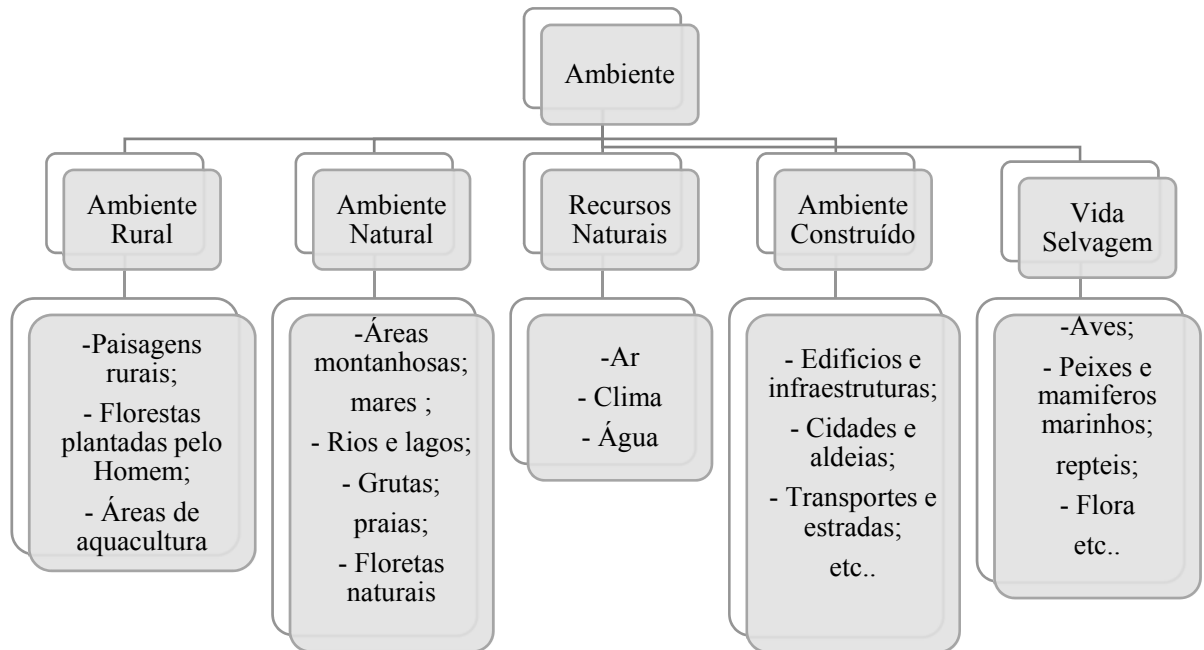 Ambiente
Ambiente
Rural
Ambiente
Natural
Recursos
Naturais
Ambiente
Construído
Vida
Selvagem
-Paisagens
rurais;
- Florestas
plantadas pelo
Homem;
- Áreas de
aquacultura
-Áreas
montanhosas;
mares ;
- Rios e lagos;
- Grutas;
praias;
- Floretas
naturais
-Ar
- Clima
- Água
- Edificios e
infraestruturas;
- Cidades e
aldeias;
- Transportes e
estradas;
etc..
-Aves;
- Peixes e
mamiferos
marinhos;
repteis;
- Flora
etc..